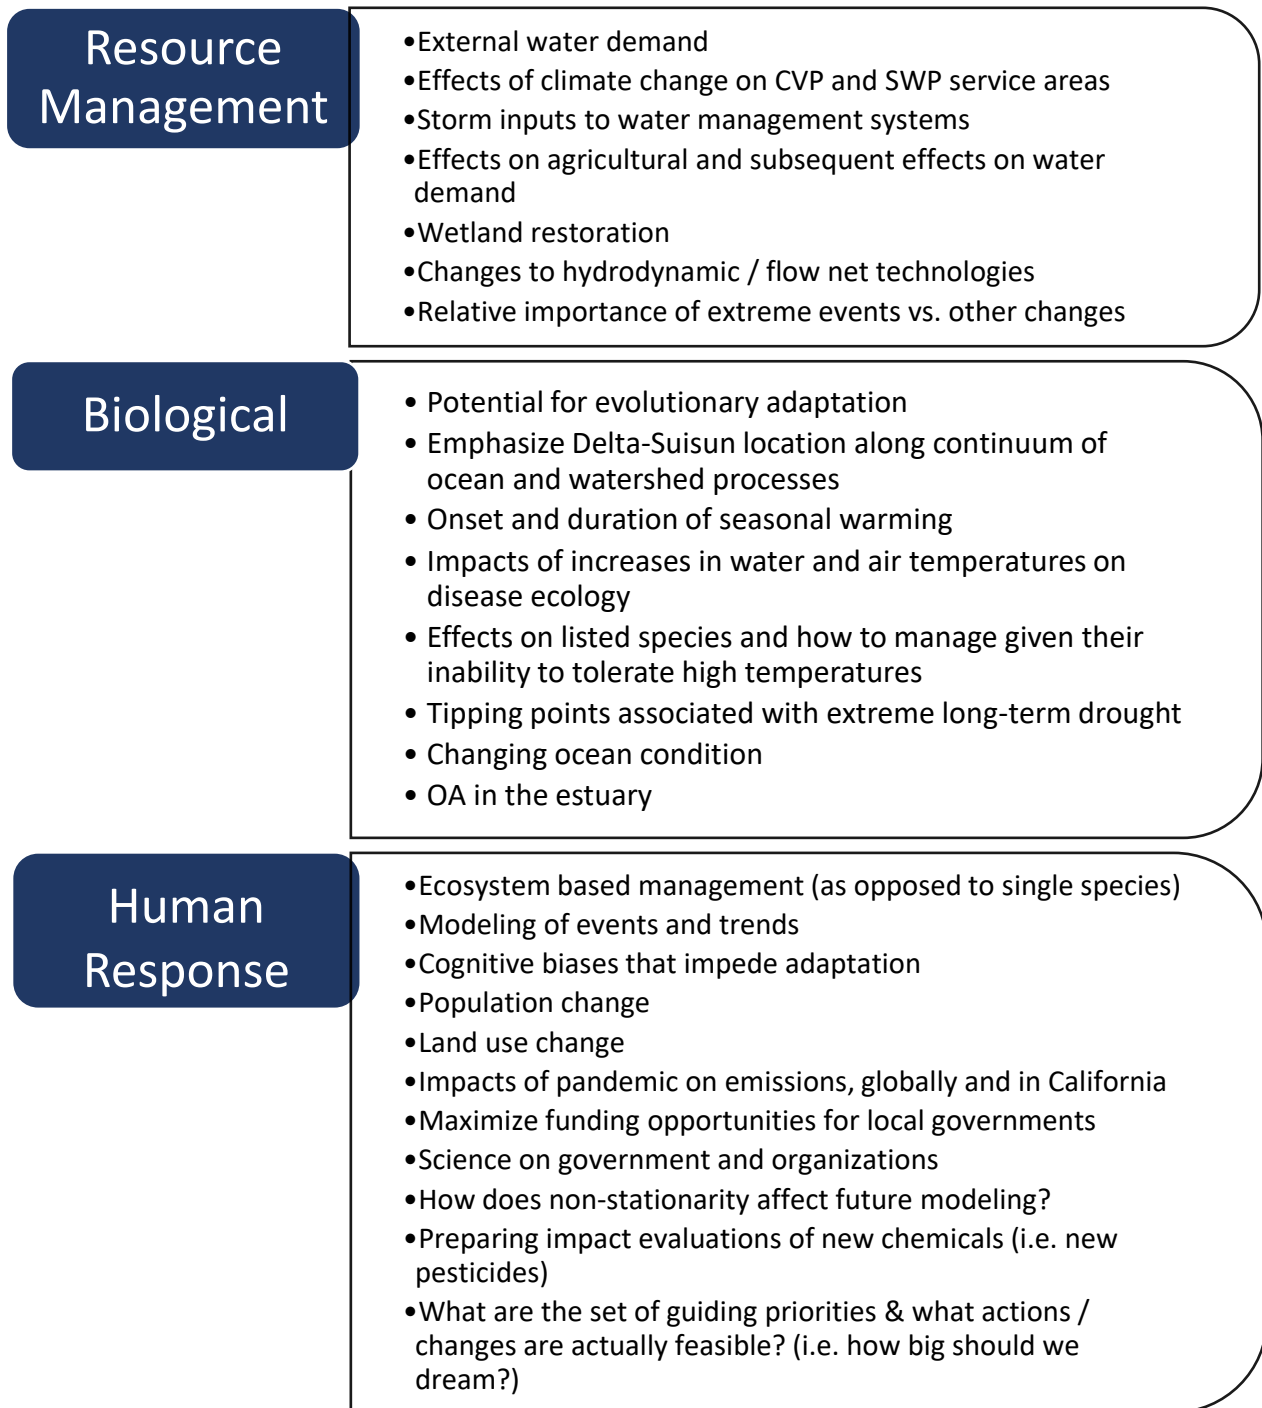 Resource
Management
•External water demand
•Effects of climate change on CVP and SWP service areas
•Storm inputs to water management systems
•Effects on agricultural and subsequent effects on water
demand
•Wetland restoration
•Changes to hydrodynamic / flow net technologies
•Relative importance of extreme events vs. other changes
Biological
• Potential for evolutionary adaptation
• Emphasize Delta-Suisun location along continuum of
ocean and watershed processes
• Onset and duration of seasonal warming
• Impacts of increases in water and air temperatures on
disease ecology
• Effects on listed species and how to manage given their
inability to tolerate high temperatures
• Tipping points associated with extreme long-term drought
• Changing ocean condition
• OA in the estuary
Human
Response
•Ecosystem based management (as opposed to single species)
•Modeling of events and trends
•Cognitive biases that impede adaptation
•Population change
•Land use change
•Impacts of pandemic on emissions, globally and in California
•Maximize funding opportunities for local governments
•Science on government and organizations
•How does non-stationarity affect future modeling?
•Preparing impact evaluations of new chemicals (i.e. new
pesticides)
•What are the set of guiding priorities & what actions /
changes are actually feasible? (i.e. how big should we
dream?)